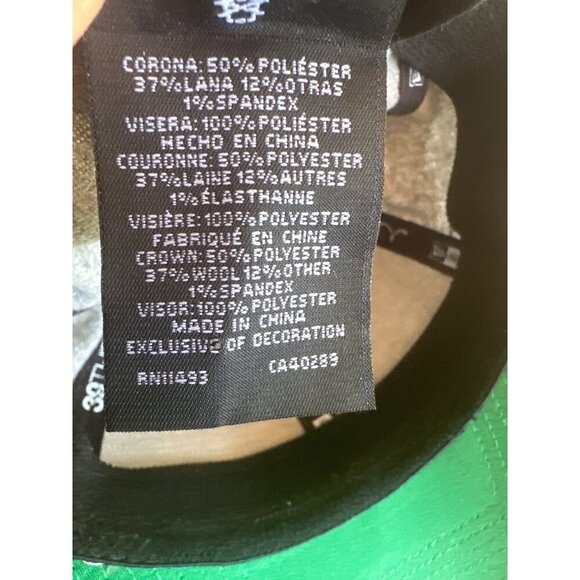 CORONA: 50% POLIÉSTER
37% LANA 12% OTRAS
1% SPANDEX
VISERA: 100% POLIÉSTER
HECHO EN CHINA
COURONNE: 50% POLYESTER
37% LAINE 12% AUTRES
1% ÉLASTHANNE
VISIÈRE: 100% POLYESTER
FABRIQUÉ EN CHINE
CROWN: 50% POLYESTER
37% WOOL 12% OTHER
1% SPANDEX
VISOR: 100% POLYESTER
MADE IN CHINA
EXCLUSIVE OF DECORATION
RN11493 CA40289
39T